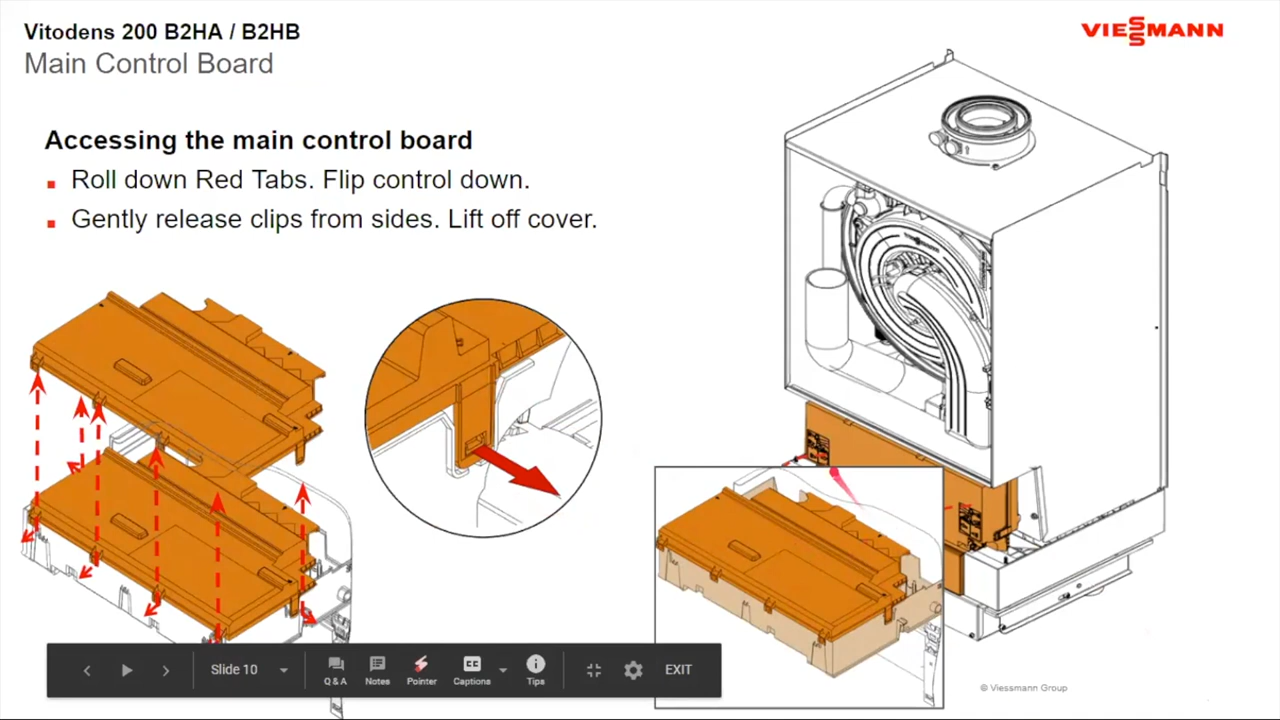 Vitodens 200 B2HA / B2HB
Main Control Board
VIESSMANN
Accessing the main control board
Roll down Red Tabs. Flip control down.
Gently release clips from sides. Lift off cover.
Slide 10
Q & A
Notes
Pointer
CC
Captions
Tips
EXIT
© Viessmann Group